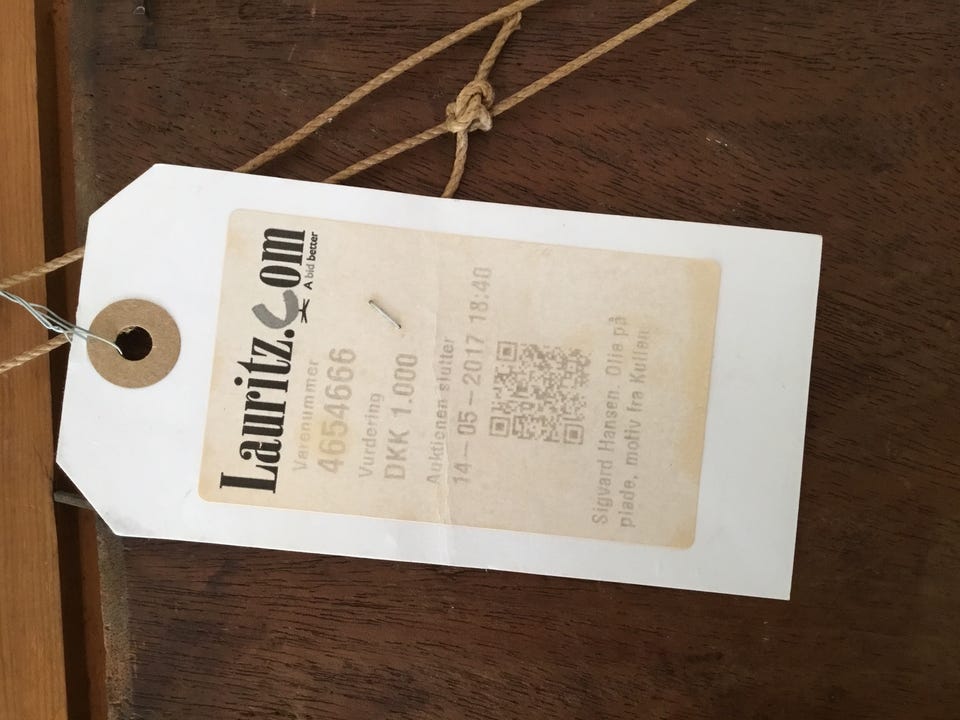 Lauritz.Com
A bid better
Varenummer
4654666
Vurdering
DKK 1.000
Auktionen slutter
14-05-2017 18:40
Sigvard Hansen. Olie på
plade, motiv fra Kullen.